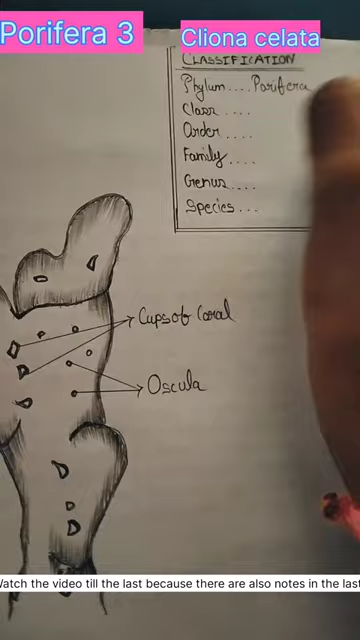 Porifera 3
Cliona celata
CLASSIFICATION
Phylum.... Porifera
Class ....
Order ....
Family ....
Genus ....
Species ...
Cups of Coral
Oscula
Watch the video till the last because there are also notes in the last